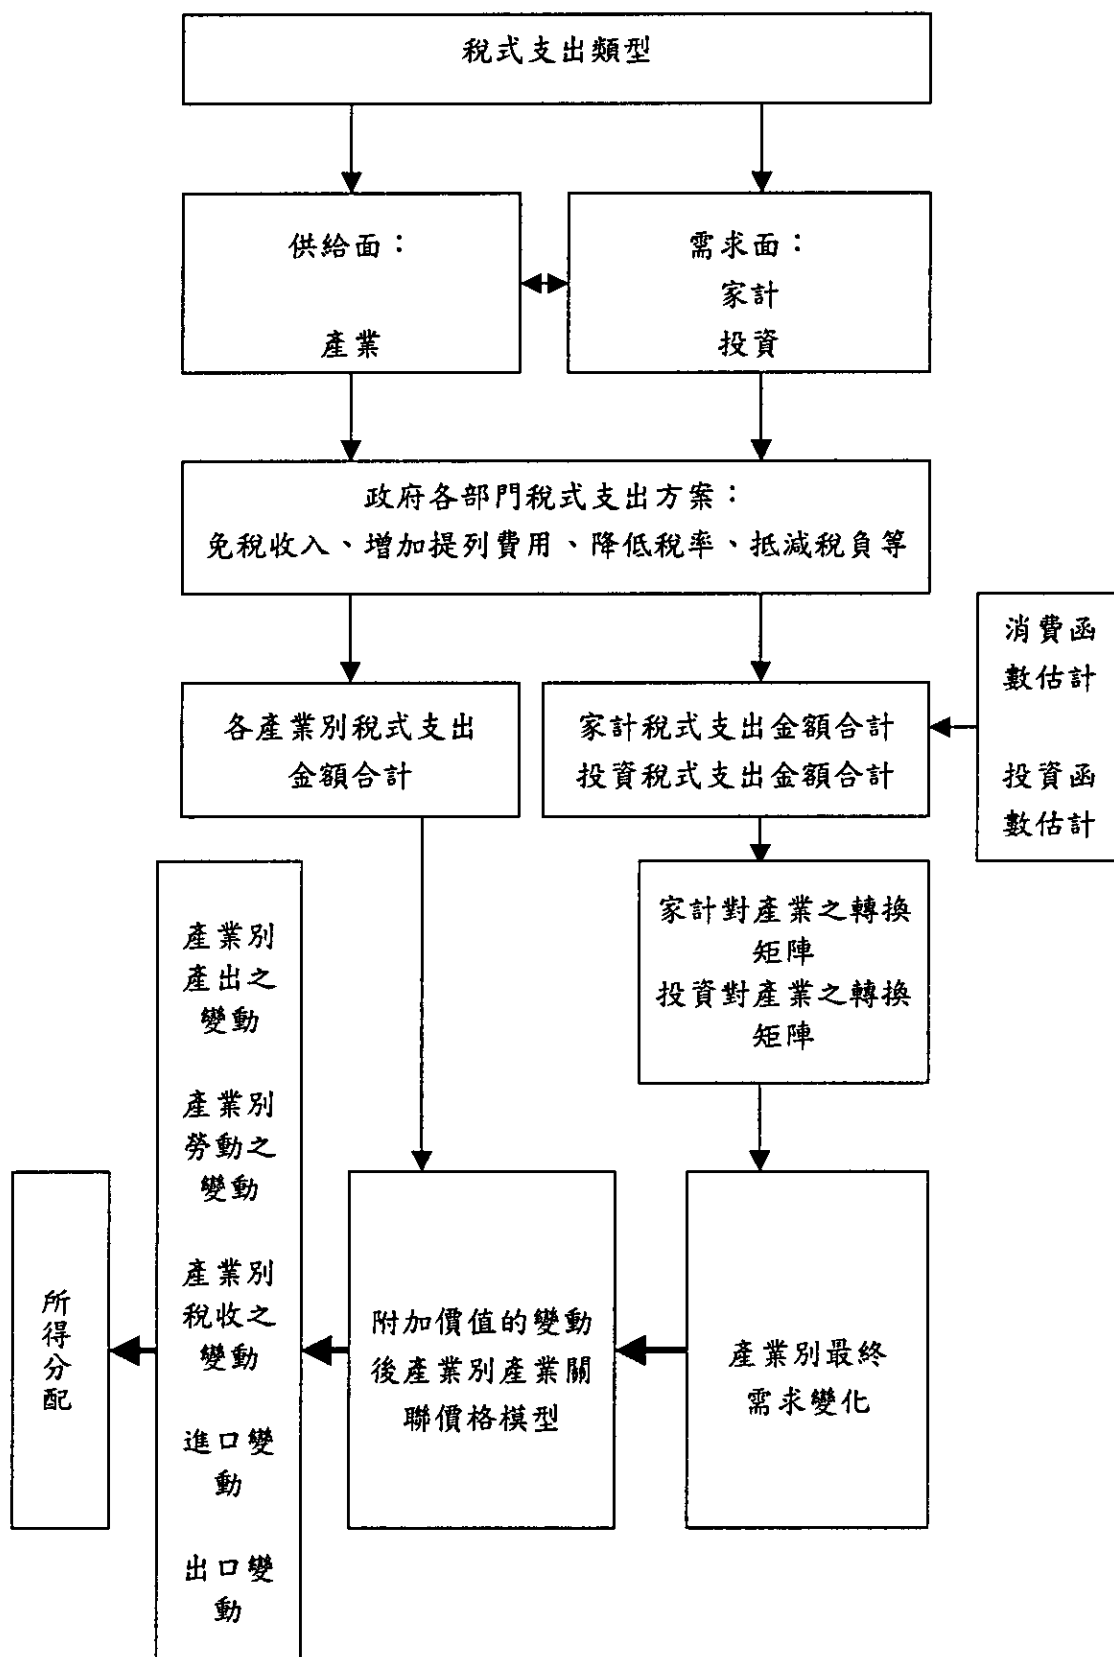 稅式支出類型
供給面：
產業
需求面：
家計
投資
政府各部門稅式支出方案：
免稅收入、增加提列費用、降低稅率、抵減稅負等
消費函
數估計
投資函
數估計
各產業別稅式支出
金額合計
家計稅式支出金額合計
投資稅式支出金額合計
家計對產業之轉換
矩陣
投資對產業之轉換
矩陣
產業別最終
需求變化
附加價值的變動
後產業別產業關
聯價格模型
產業別
產出之
變動
產業別
勞動之
變動
產業別
稅收之
變動
進口變
動
出口變
動
所
得
分
配